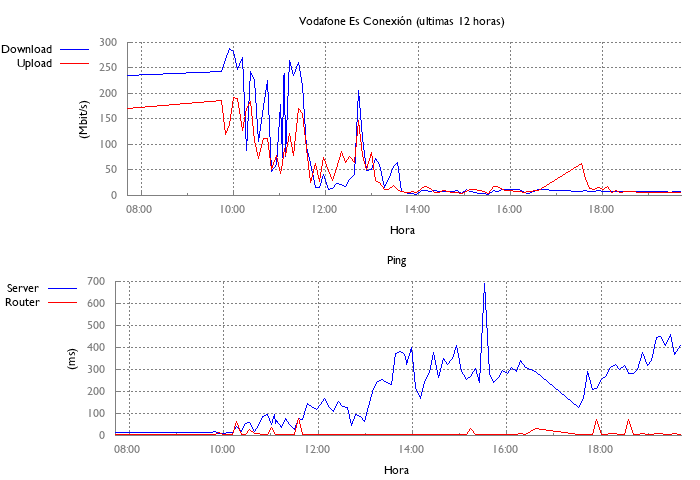 Vodafone Es Conexión (ultimas 12 horas)
Download
Upload
300
250
200
150
100
50
0
(Mbit/s)
08:00 10:00 12:00 14:00 16:00 18:00
Hora
Ping
Server
Router
700
600
500
400
300
200
100
0
(ms)
08:00 10:00 12:00 14:00 16:00 18:00
Hora